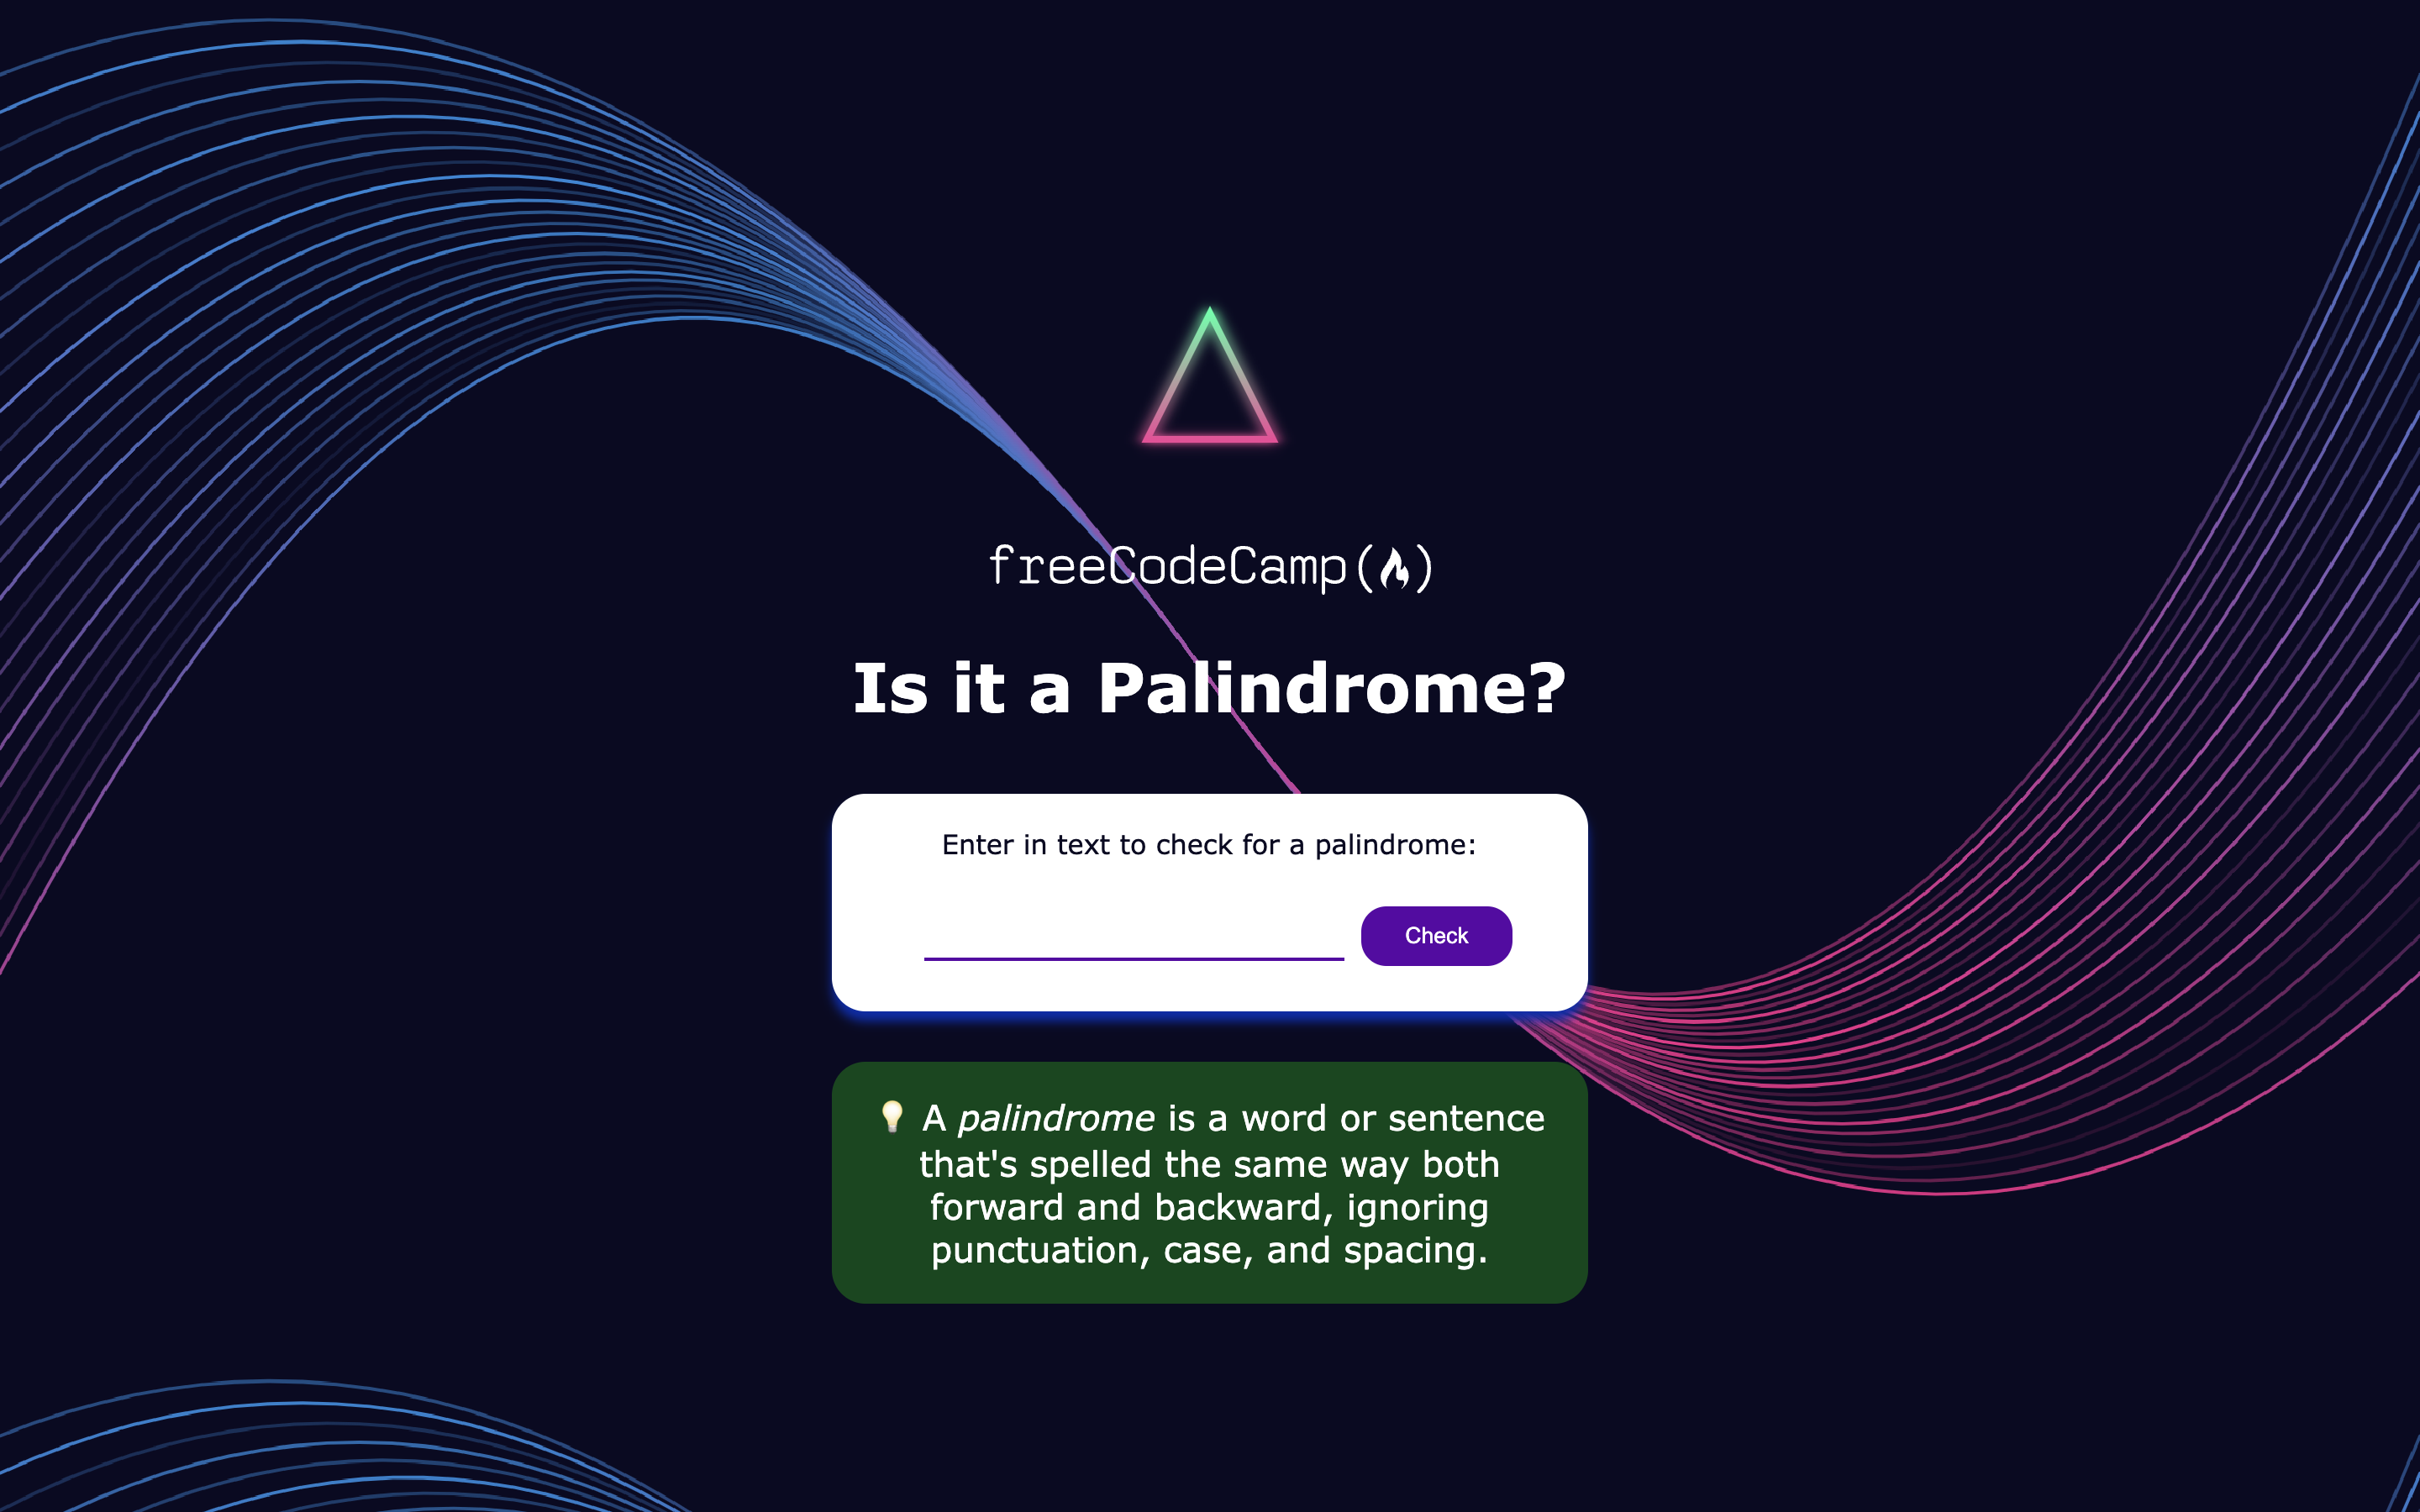 freeCodeCamp(🔥)
Is it a Palindrome?
Enter in text to check for a palindrome:
Check
💡 A palindrome is a word or sentence
that's spelled the same way both
forward and backward, ignoring
punctuation, case, and spacing.